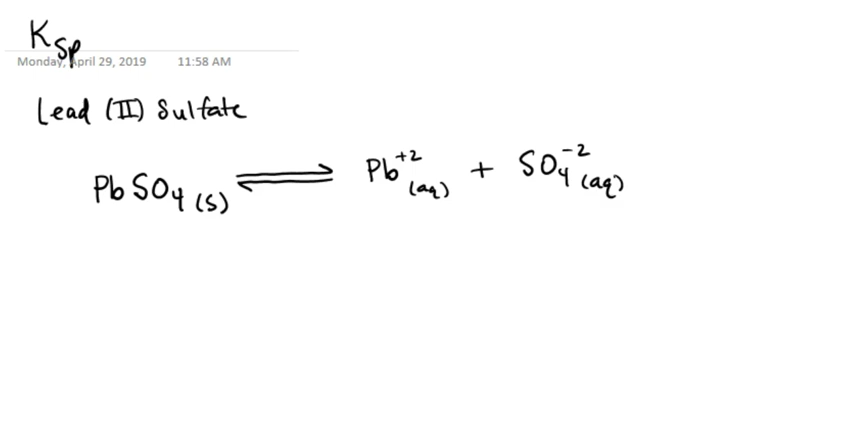 Ksp
Monday, April 29, 2019 11:58 AM
Lead (II) Sulfate
PbSO4 (s) ⇌ Pb+2 (aq) + SO4-2 (aq)